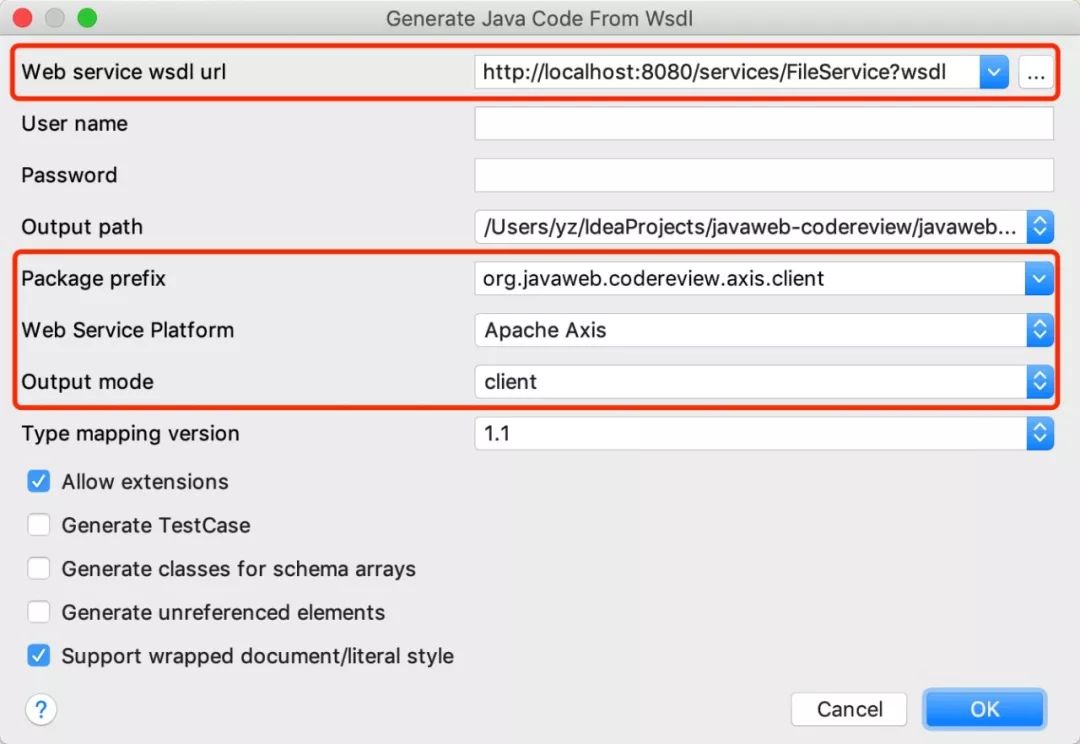 Generate Java Code From Wsdl
Web service wsdl url http://localhost:8080/services/FileService?wsdl ...
User name
Password
Output path /Users/yz/IdeaProjects/javaweb-codereview/javaweb...
Package prefix org.javaweb.codereview.axis.client
Web Service Platform Apache Axis
Output mode client
Type mapping version 1.1
Allow extensions
Generate TestCase
Generate classes for schema arrays
Generate unreferenced elements
Support wrapped document/literal style
? Cancel OK